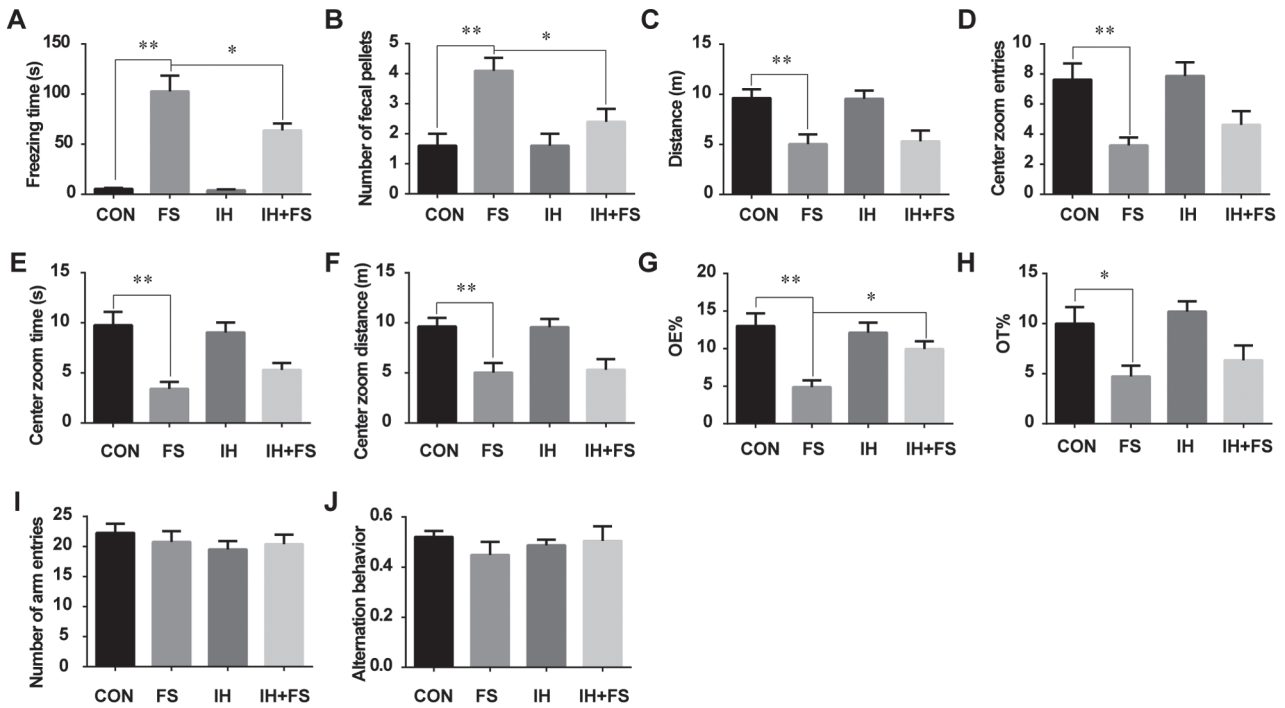 A
Freezing time (s)
150
100
50
0
**
*
CON FS IH IH+FS
B
Number of fecal pellets
5
4
3
2
1
0
**
*
CON FS IH IH+FS
C
Distance (m)
15
10
5
0
**
CON FS IH IH+FS
D
Center zoom entries
10
8
6
4
2
0
**
CON FS IH IH+FS
E
Center zoom time (s)
15
10
5
0
**
CON FS IH IH+FS
F
Center zoom distance (m)
15
10
5
0
**
CON FS IH IH+FS
G
OE%
20
15
10
5
0
**
*
CON FS IH IH+FS
H
OT%
15
10
5
0
*
CON FS IH IH+FS
I
Number of arm entries
25
20
15
10
5
0
CON FS IH IH+FS
J
Alternation behavior
0.6
0.4
0.2
0.0
CON FS IH IH+FS